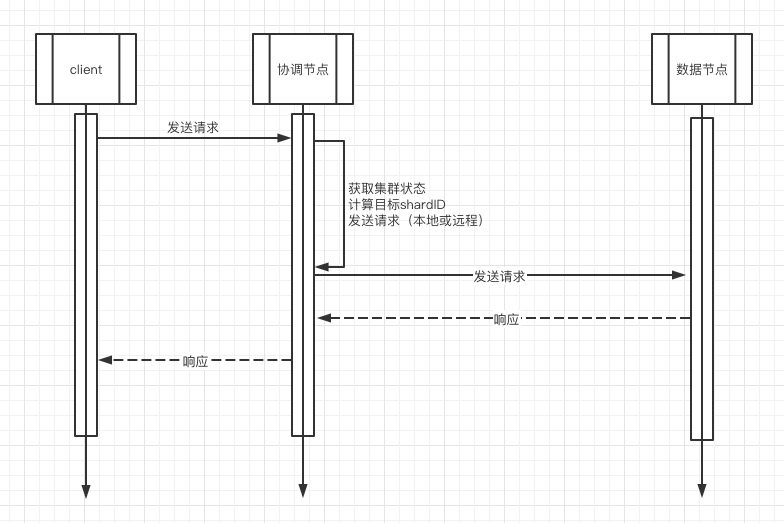 client
协调节点
数据节点
发送请求
获取集群状态
计算目标shardID
发送请求（本地或远程）
发送请求
响应
响应